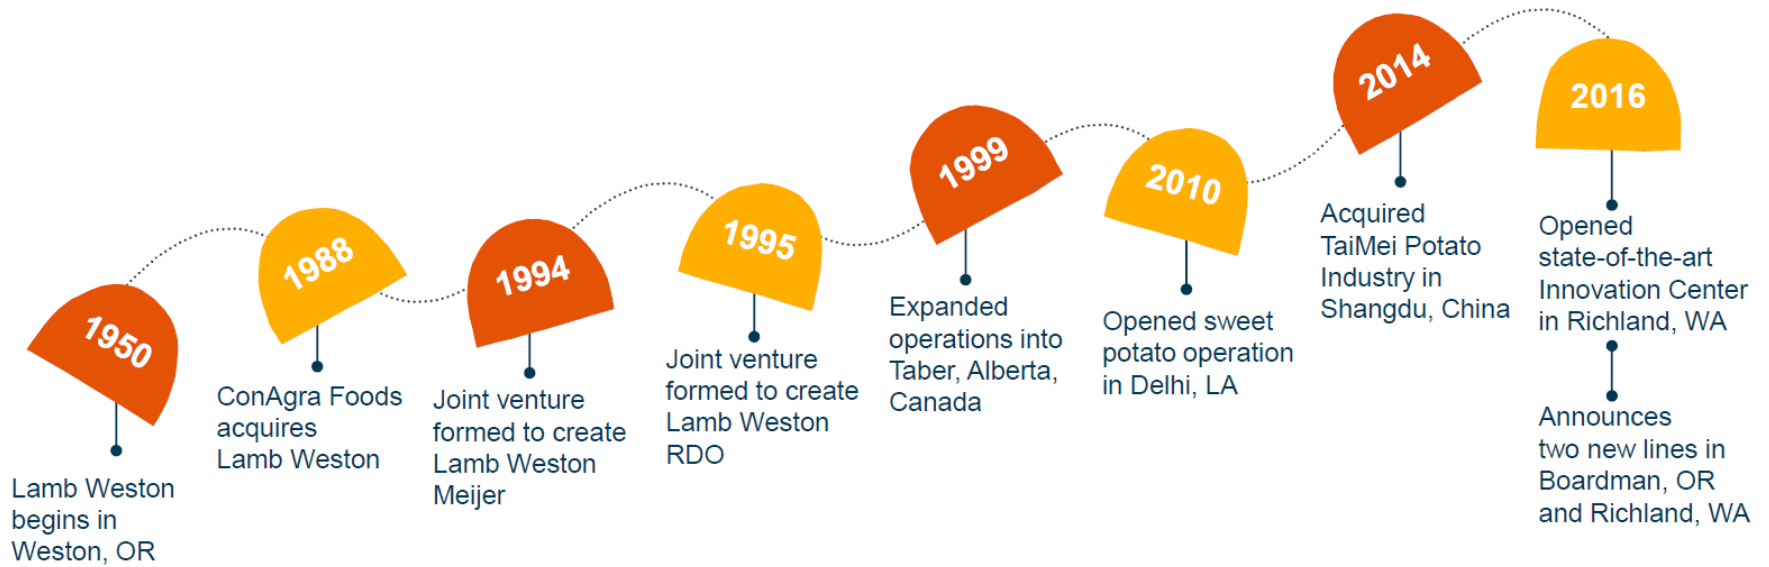 1950
Lamb Weston
begins in
Weston, OR
1988
ConAgra Foods
acquires
Lamb Weston
1994
Joint venture
formed to create
Lamb Weston
Meijer
1995
Joint venture
formed to create
Lamb Weston
RDO
1999
Expanded
operations into
Taber, Alberta,
Canada
2010
Opened sweet
potato operation
in Delhi, LA
2014
Acquired
TaiMei Potato
Industry in
Shangdu, China
2016
Opened
state-of-the-art
Innovation Center
in Richland, WA
Announces
two new lines in
Boardman, OR
and Richland, WA